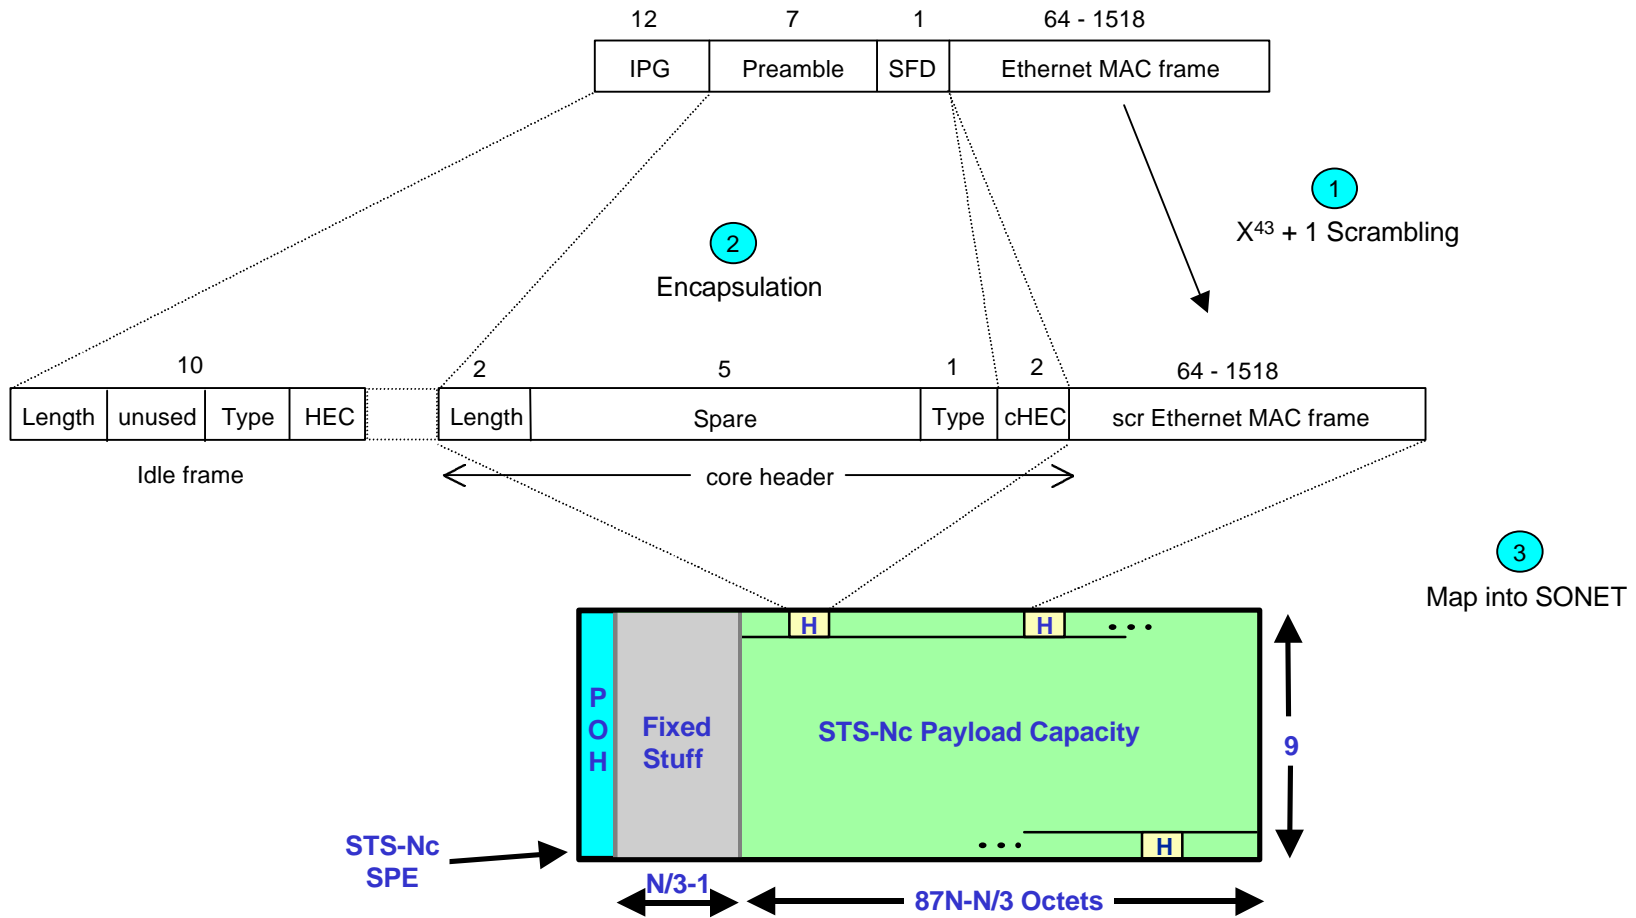 12 7 1 64 - 1518
IPG Preamble SFD Ethernet MAC frame
1
X⁴³ + 1 Scrambling
2
Encapsulation
10 2 5 1 2 64 - 1518
Length unused Type HEC Length Spare Type cHEC scr Ethernet MAC frame
Idle frame
core header
3
Map into SONET
H H • • •
POH
Fixed
Stuff
STS-Nc Payload Capacity
9
• • • H
STS-Nc
SPE
N/3-1
87N-N/3 Octets